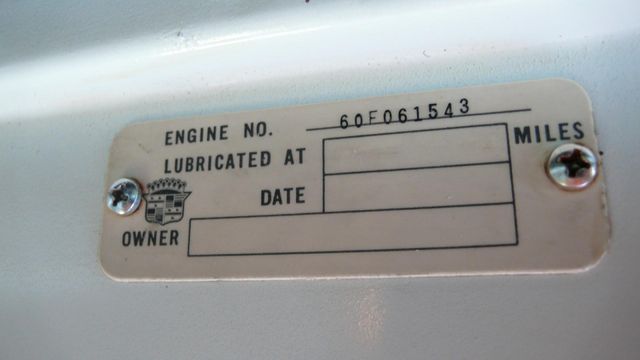 ENGINE NO. 60F061543
LUBRICATED AT MILES
DATE
OWNER